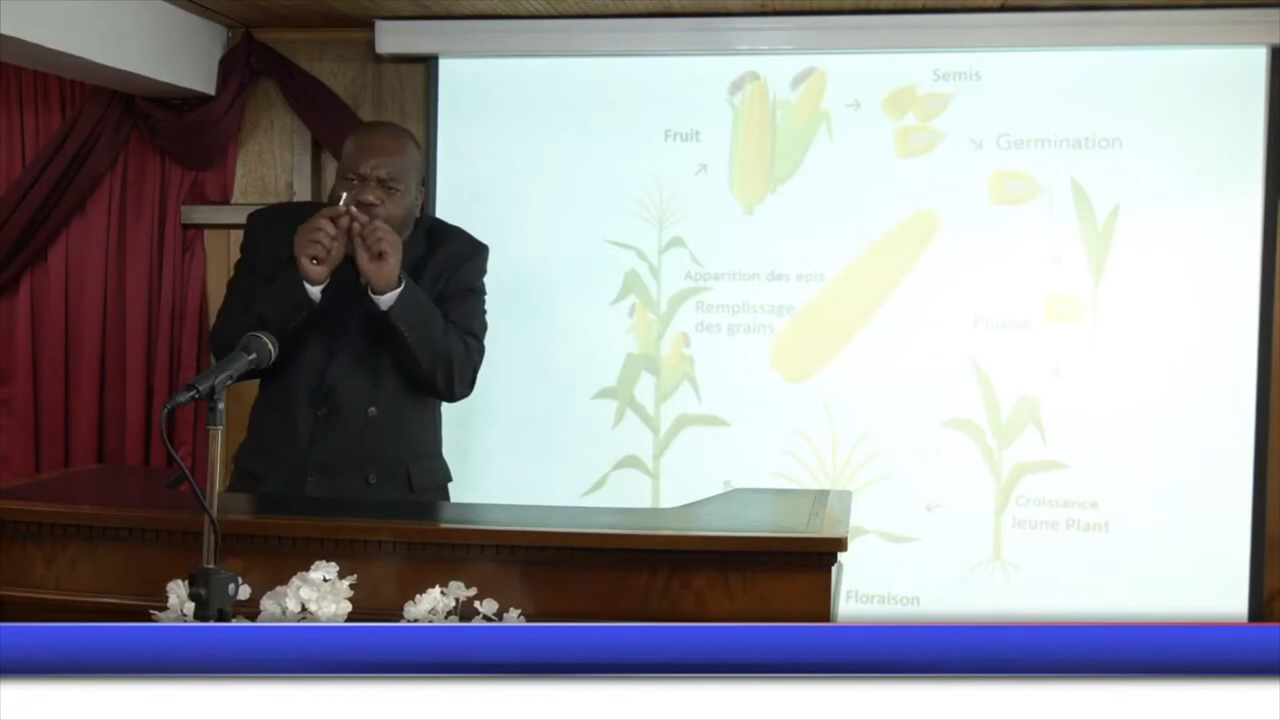 Semis
Fruit
Germination
Apparition des epis
Remplissage
des grains
Croissance
Jeune Plant
Floraison